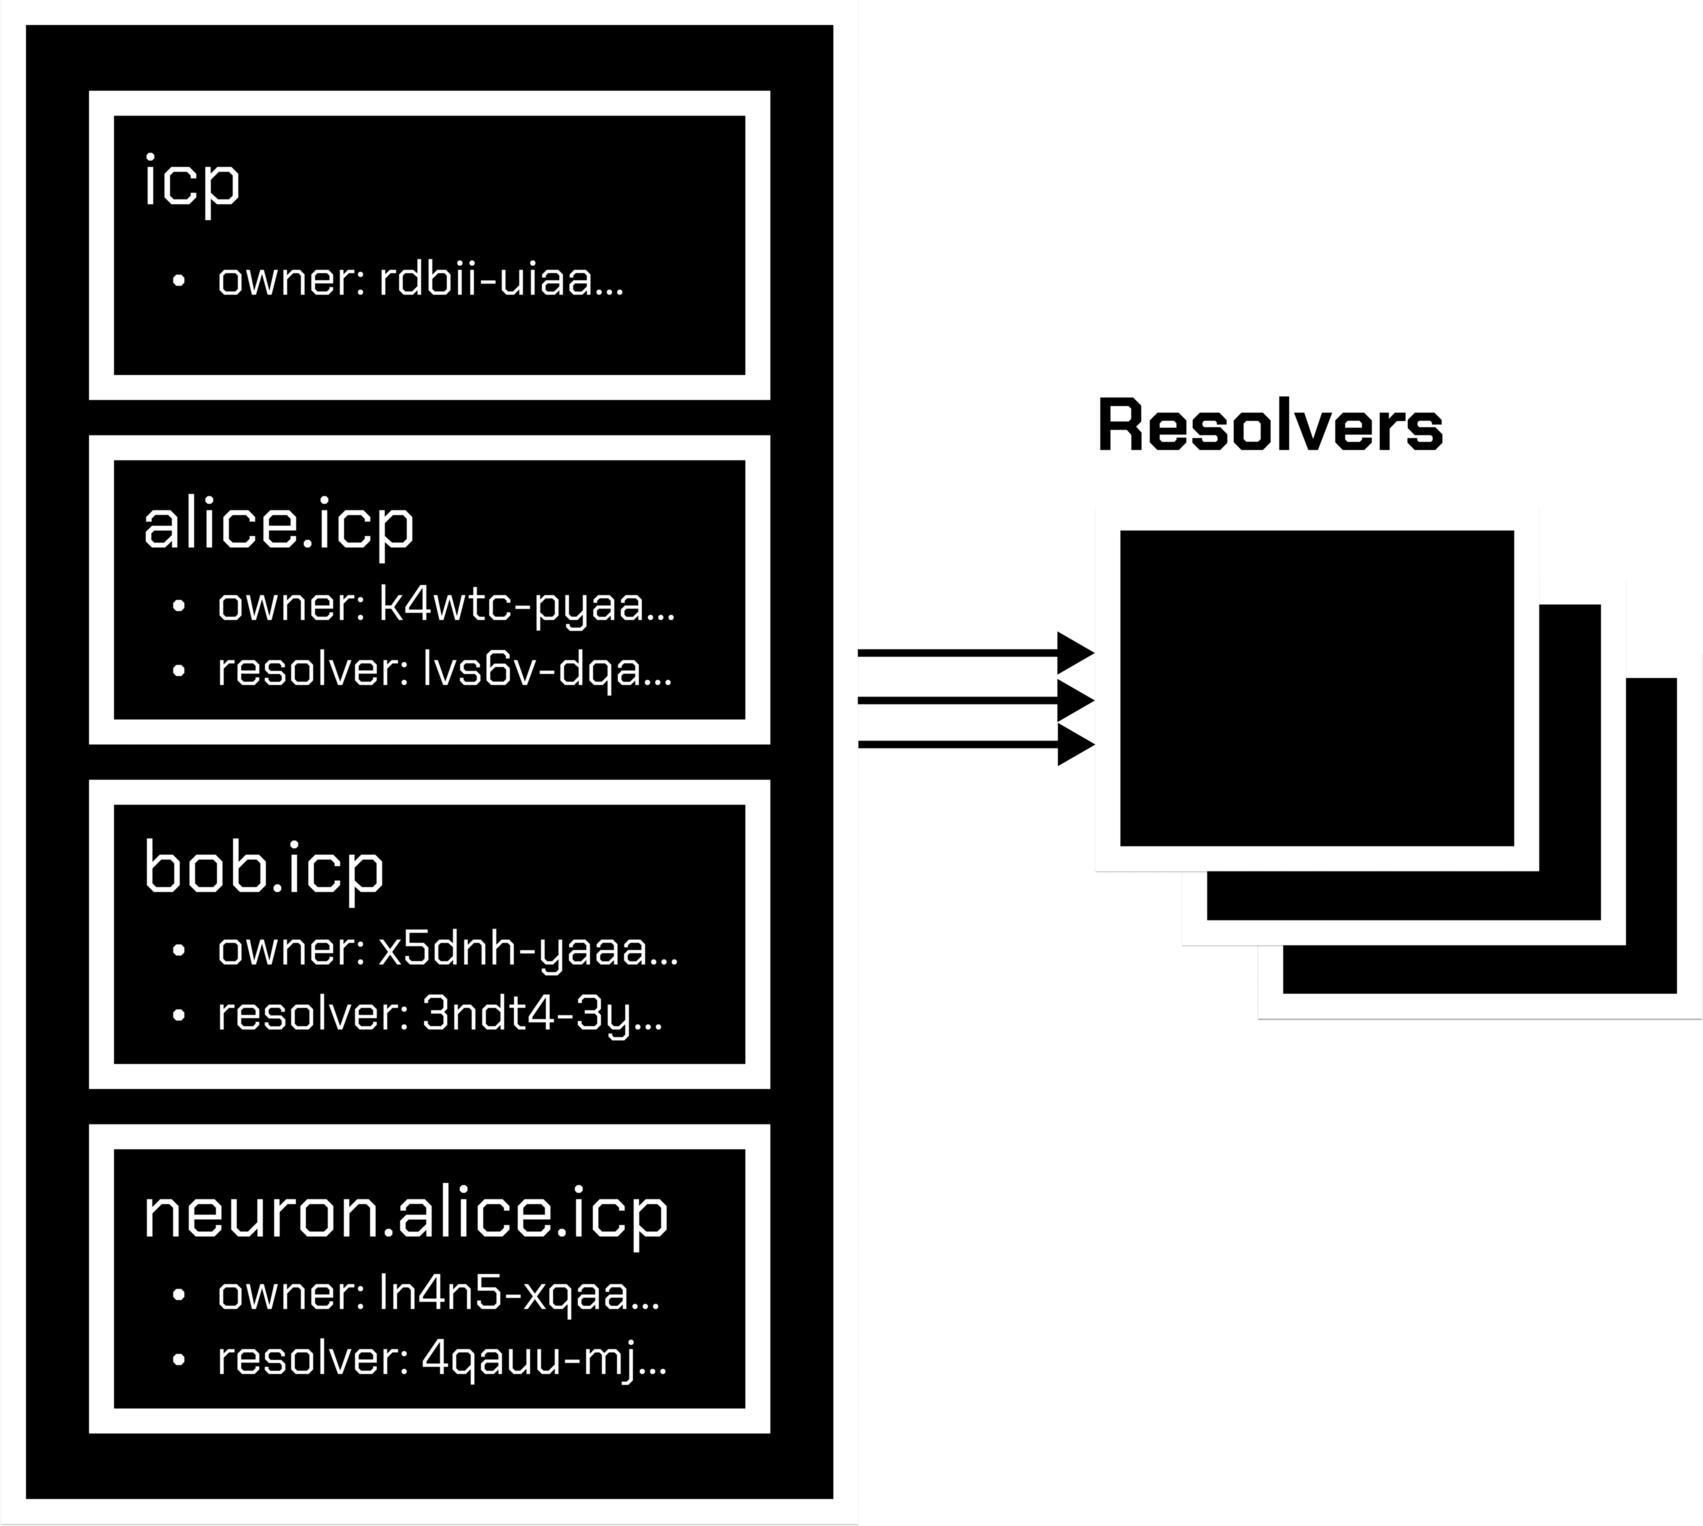 icp
• owner: rdbii-uiaa...
alice.icp
• owner: k4wtc-pyaa...
• resolver: lvs6v-dqa...
bob.icp
• owner: x5dnh-yaaa...
• resolver: 3ndt4-3y...
neuron.alice.icp
• owner: ln4n5-xqaa...
• resolver: 4qauu-mj...
Resolvers